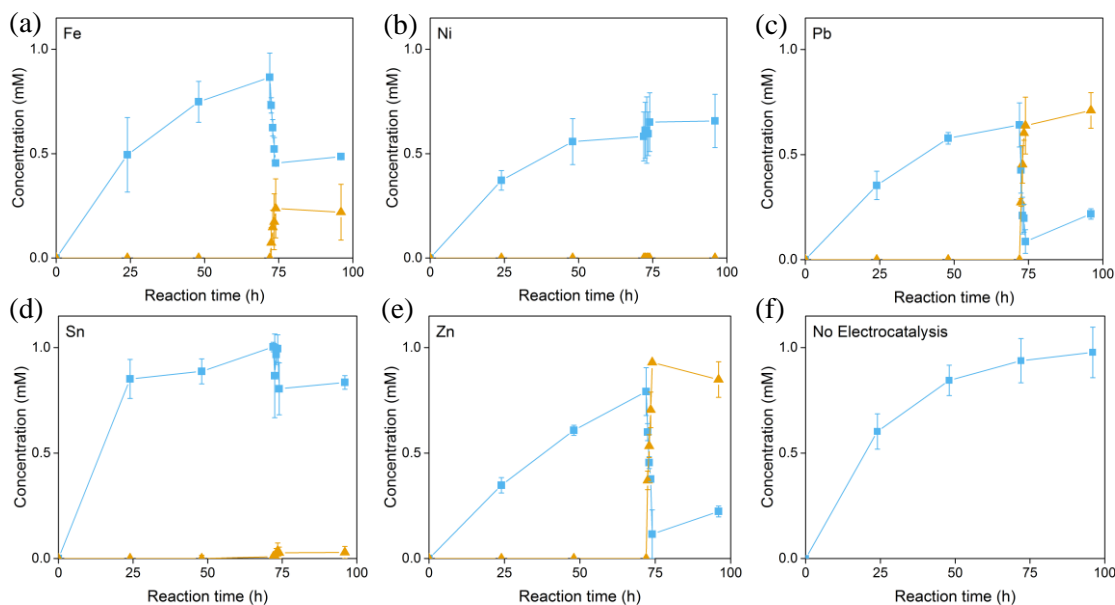 (a)
Fe
Concentration (mM)
1.0
0.5
0.0
0
25
50
75
100
Reaction time (h)
(b)
Ni
Concentration (mM)
1.0
0.5
0.0
0
25
50
75
100
Reaction time (h)
(c)
Pb
Concentration (mM)
1.0
0.5
0.0
0
25
50
75
100
Reaction time (h)
(d)
Sn
Concentration (mM)
1.0
0.5
0.0
0
25
50
75
100
Reaction time (h)
(e)
Zn
Concentration (mM)
1.0
0.5
0.0
0
25
50
75
100
Reaction time (h)
(f)
No Electrocatalysis
Concentration (mM)
1.0
0.5
0.0
0
25
50
75
100
Reaction time (h)